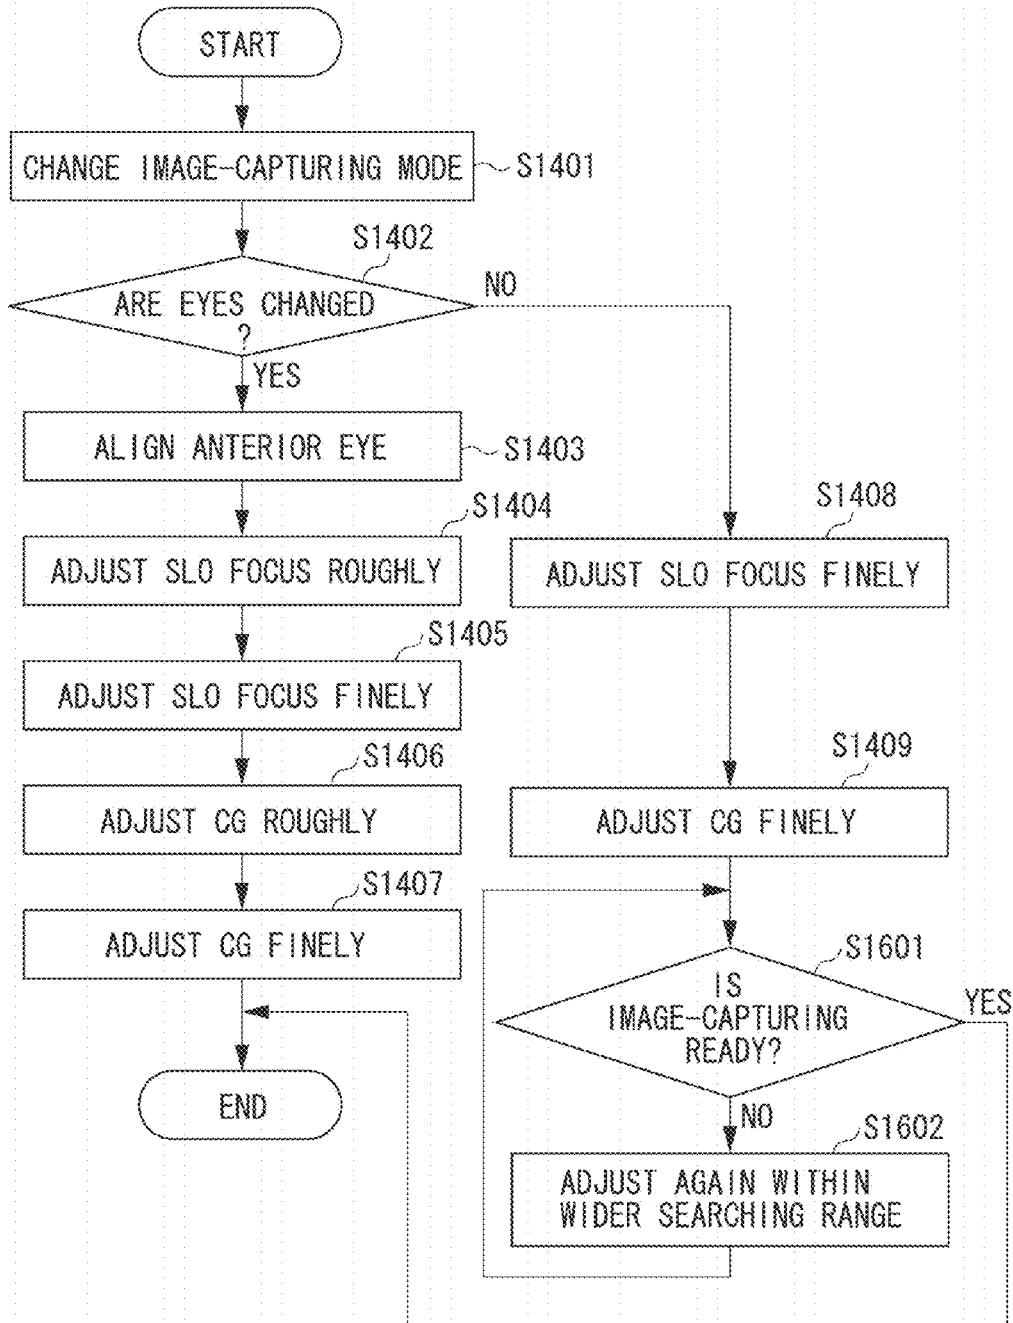 START
CHANGE IMAGE-CAPTURING MODE
S1401
S1402
ARE EYES CHANGED
?
NO
YES
ALIGN ANTERIOR EYE
S1403
S1404
ADJUST SLO FOCUS ROUGHLY
S1405
ADJUST SLO FOCUS FINELY
S1406
ADJUST CG ROUGHLY
S1407
ADJUST CG FINELY
END
S1408
ADJUST SLO FOCUS FINELY
S1409
ADJUST CG FINELY
S1601
IS
IMAGE-CAPTURING
READY?
YES
NO
S1602
ADJUST AGAIN WITHIN
WIDER SEARCHING RANGE